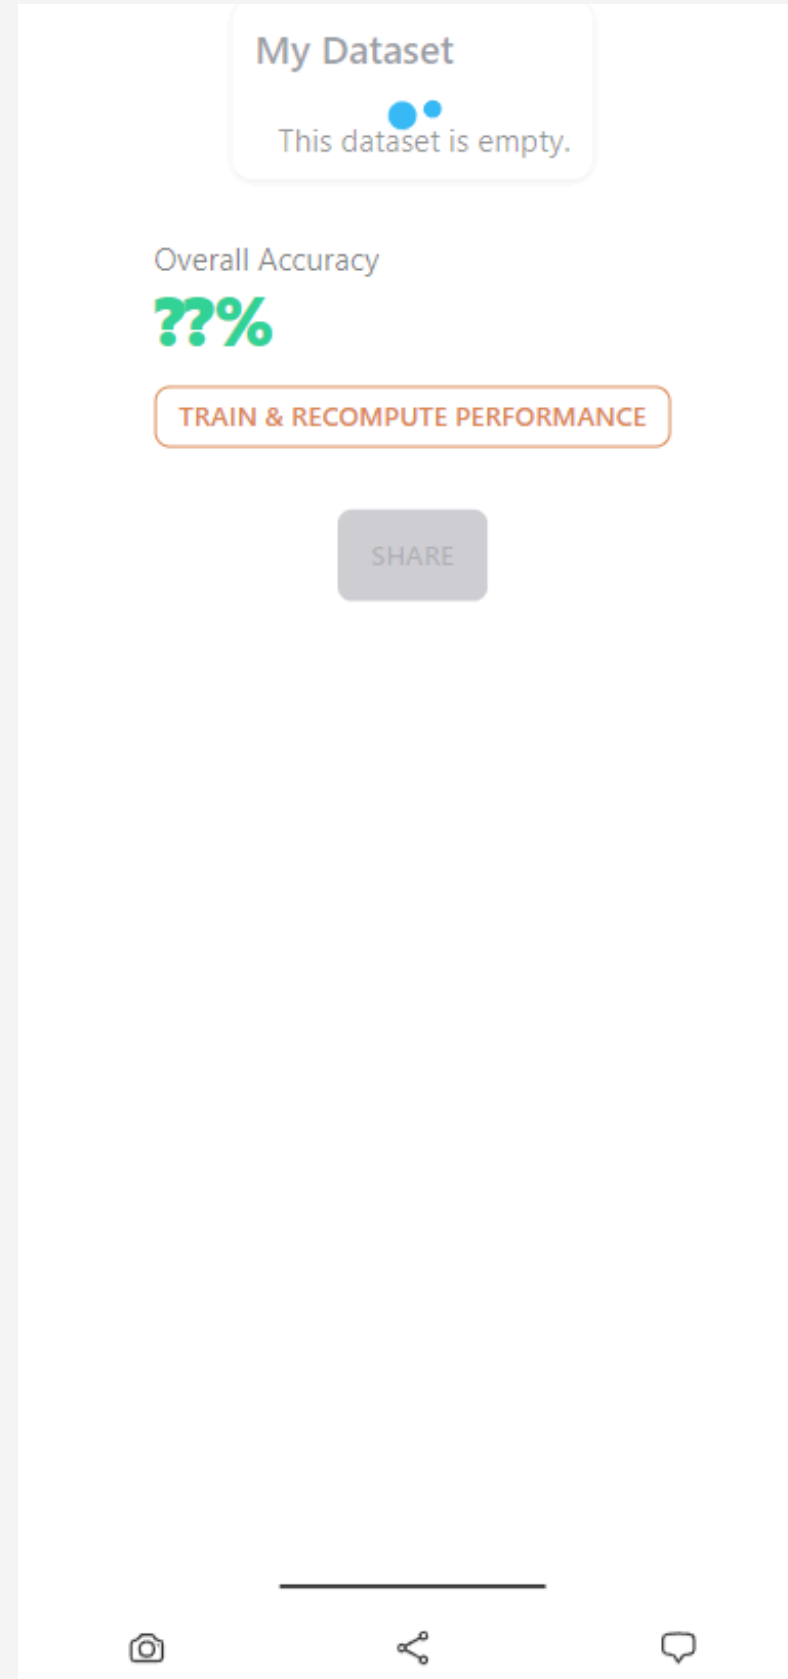 My Dataset
This dataset is empty.
Overall Accuracy
??%
TRAIN & RECOMPUTE PERFORMANCE
SHARE